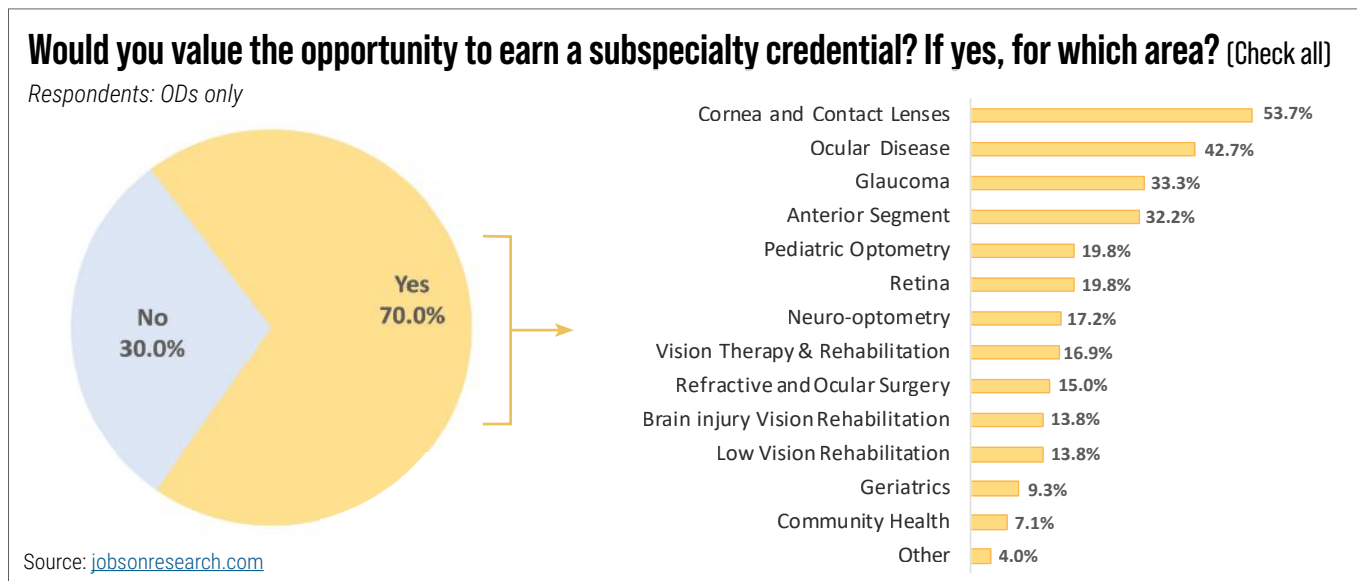 Would you value the opportunity to earn a subspecialty credential? If yes, for which area? (Check all)
Respondents: ODs only
No
30.0%
Yes
70.0%
Cornea and Contact Lenses 53.7%
Ocular Disease 42.7%
Glaucoma 33.3%
Anterior Segment 32.2%
Pediatric Optometry 19.8%
Retina 19.8%
Neuro-optometry 17.2%
Vision Therapy & Rehabilitation 16.9%
Refractive and Ocular Surgery 15.0%
Brain injury Vision Rehabilitation 13.8%
Low Vision Rehabilitation 13.8%
Geriatrics 9.3%
Community Health 7.1%
Other 4.0%
Source: jobsonresearch.com